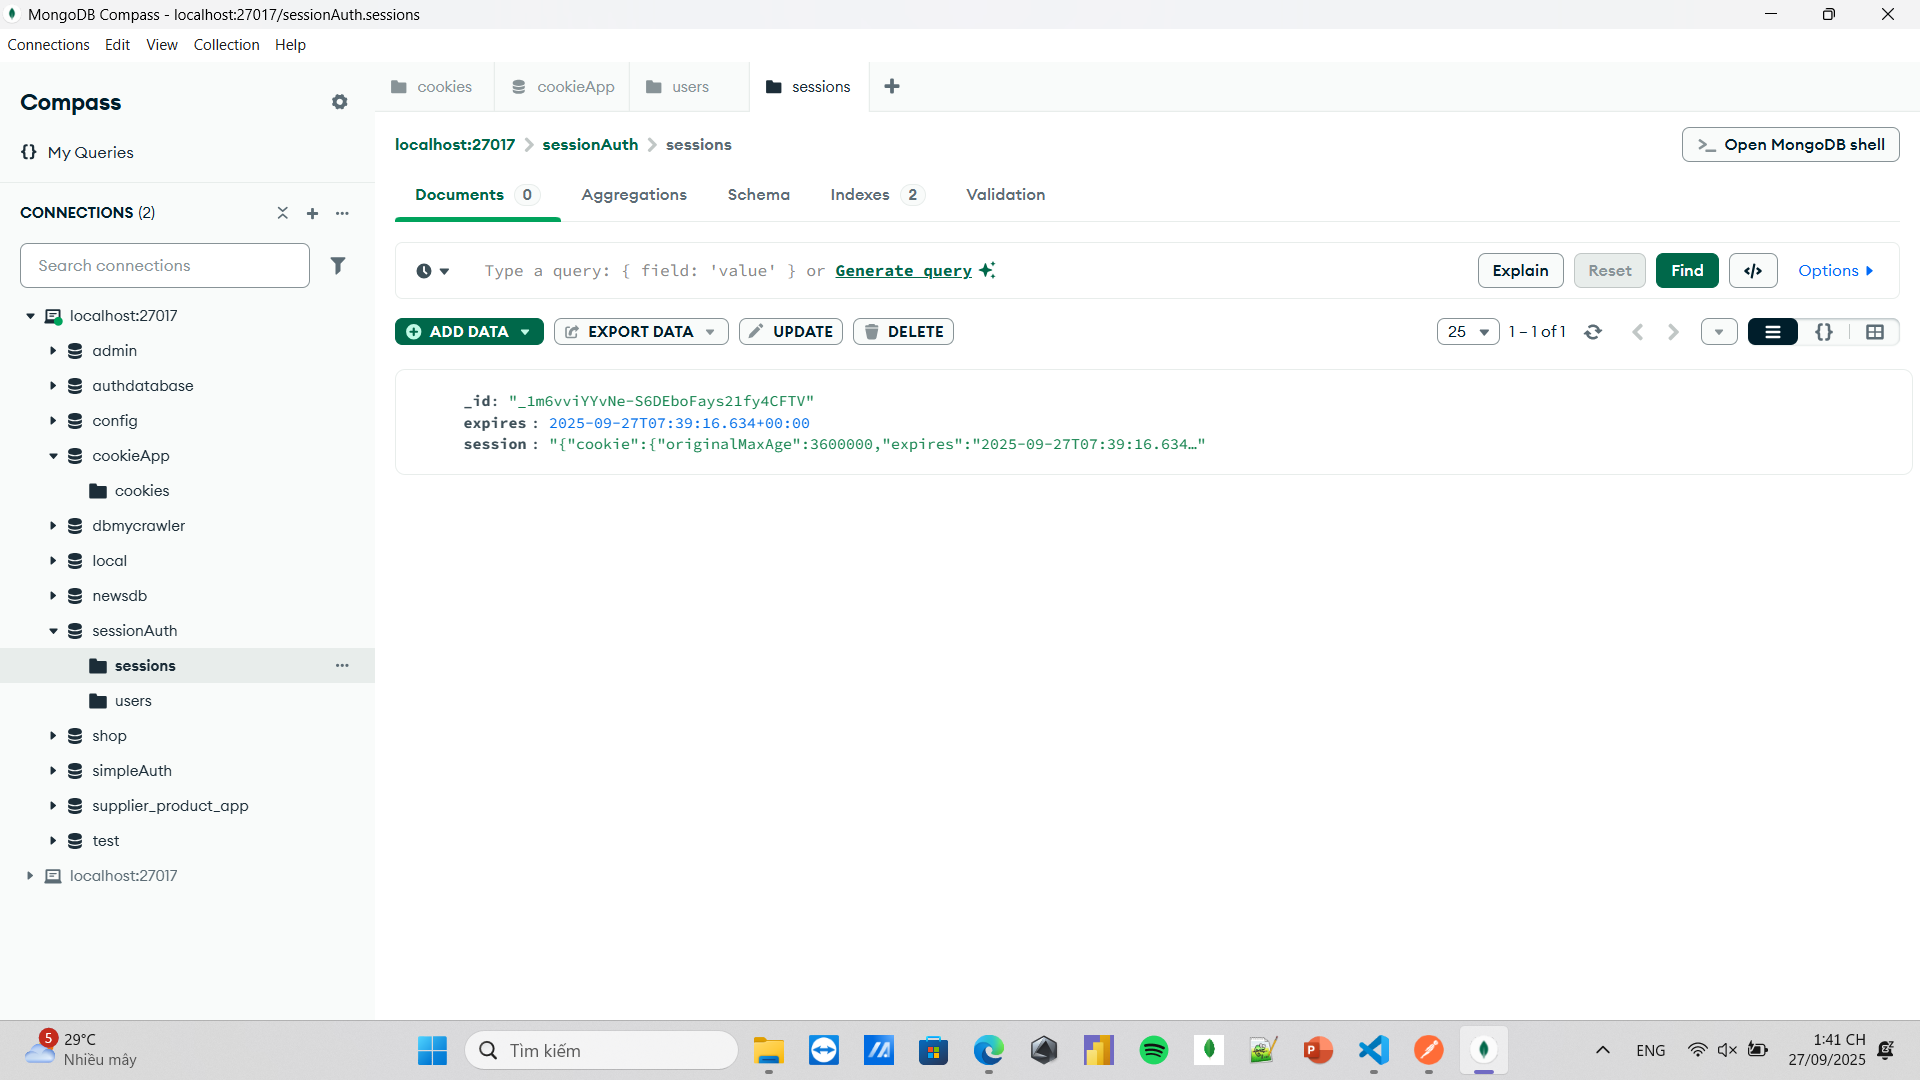 MongoDB Compass - localhost:27017/sessionAuth.sessions
Connections Edit View Collection Help
Compass
{} My Queries
CONNECTIONS (2)
Search connections
localhost:27017
admin
authdatabase
config
cookieApp
cookies
dbmycrawler
local
newsdb
sessionAuth
sessions
users
shop
simpleAuth
supplier_product_app
test
localhost:27017
cookies cookieApp users sessions
localhost:27017 > sessionAuth > sessions
>_ Open MongoDB shell
Documents 0 Aggregations Schema Indexes 2 Validation
Type a query: { field: 'value' } or Generate query
Explain Reset Find </> Options
ADD DATA EXPORT DATA UPDATE DELETE
25 1 – 1 of 1 {}
_id: "_1m6vviYYvNe-S6DEboFays21fy4CFTV"
expires : 2025-09-27T07:39:16.634+00:00
session : "{"cookie":{"originalMaxAge":3600000,"expires":"2025-09-27T07:39:16.634…"
5
29°C
Nhiều mây
Tìm kiếm
ENG
1:41 CH
27/09/2025